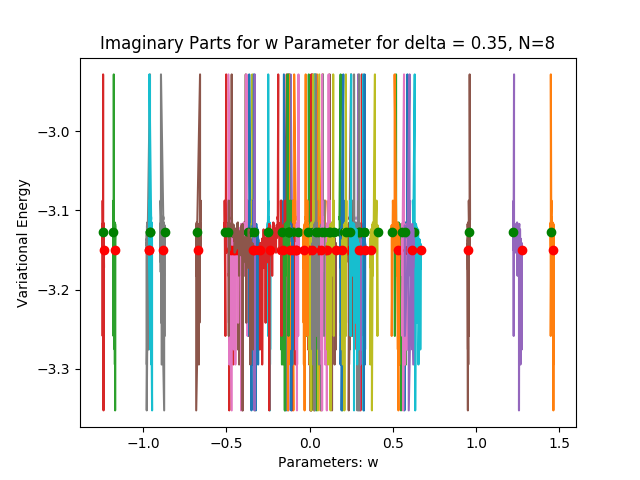 Imaginary Parts for w Parameter for delta = 0.35, N=8
−3.0
−3.1
−3.2
−3.3
Variational Energy
−1.0 −0.5 0.0 0.5 1.0 1.5
Parameters: w